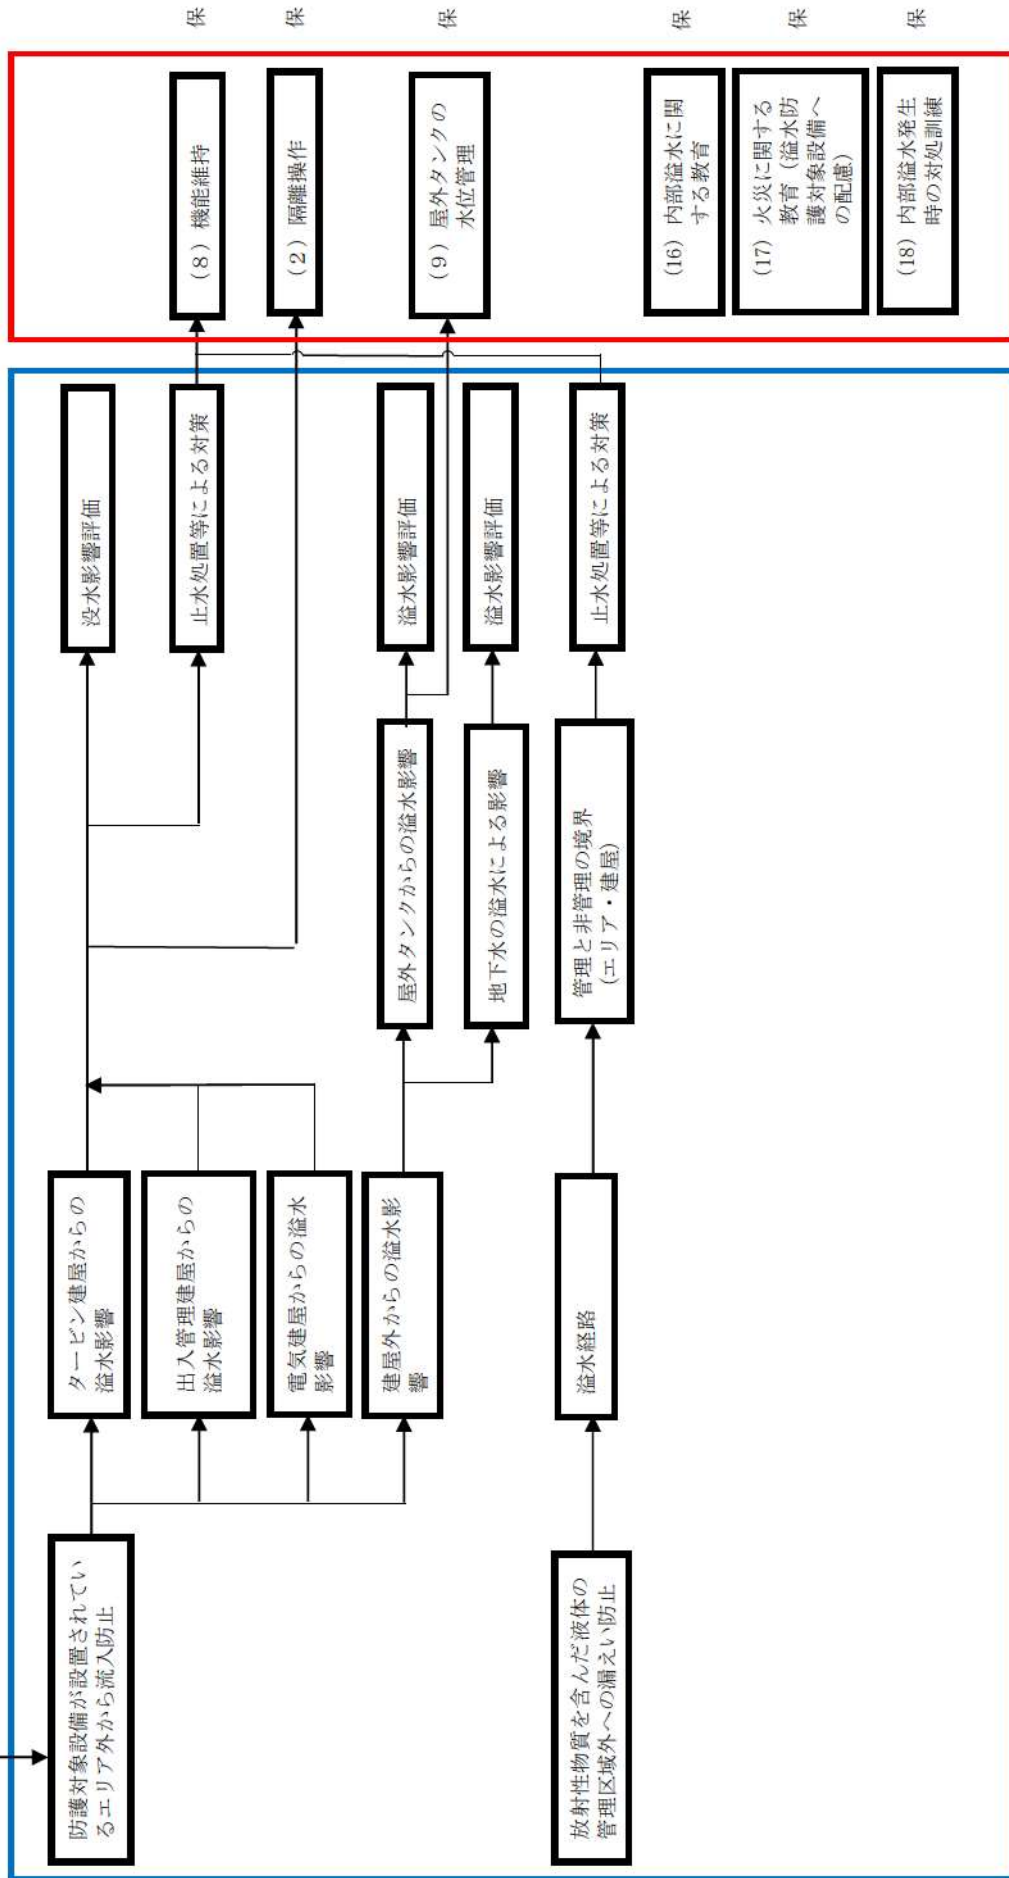 防護対象設備が設置されてい
るエリア外から流入防止
タービン建屋からの
溢水影響
出入管理建屋からの
溢水影響
電気建屋からの溢水
影響
建屋外からの溢水影
響
屋外タンクからの溢水影響
地下水の溢水による影響
没水影響評価
止水処置等による対策
溢水影響評価
溢水影響評価
(8) 機能維持
(2) 隔離操作
(9) 屋外タンクの
水位管理
保
保
保
放射性物質を含んだ液体の
管理区域外への漏えい防止
溢水経路
管理と非管理の境界
(エリア・建屋)
止水処置等による対策
(16) 内部溢水に関
する教育
(17) 火災に関する
教育(溢水防
護対象設備へ
の配慮)
(18) 内部溢水発生
時の対処訓練
保
保
保